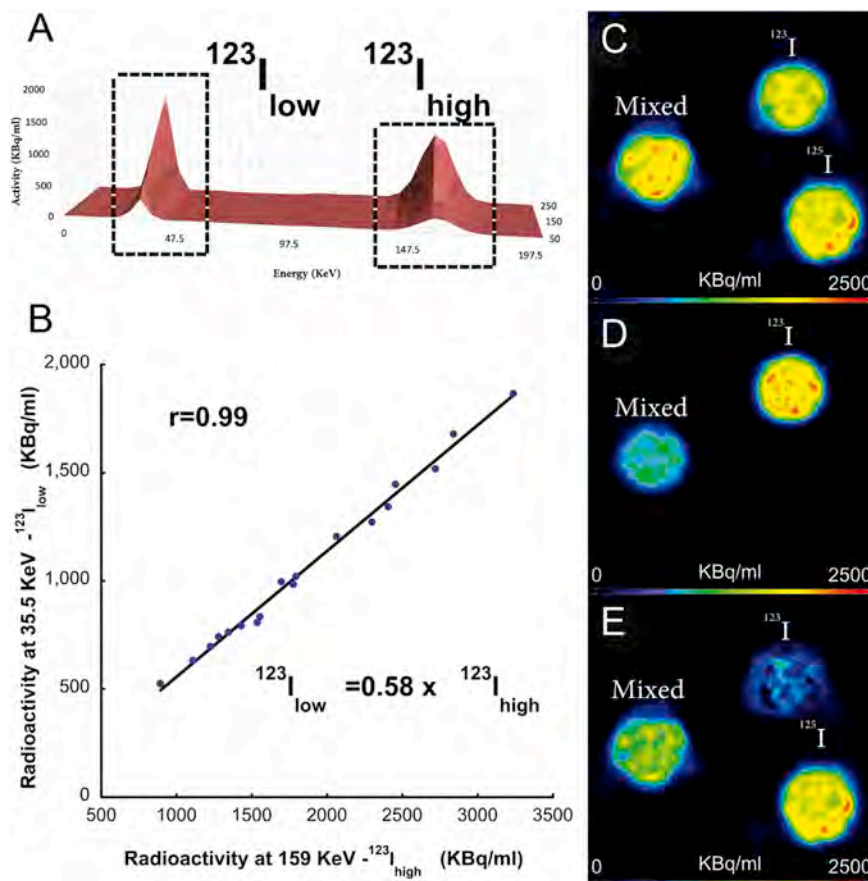 A
123I low
123I high
2000
1500
1000
500
0
Activity (KBq/ml)
0
47.5
97.5
147.5
197.5
250
150
50
Energy (KeV)
B
2,000
1,500
1,000
500
0
Radioactivity at 35.5 KeV -123Ilow (KBq/ml)
r=0.99
123Ilow =0.58 x 123Ihigh
500 1000 1500 2000 2500 3000 3500
Radioactivity at 159 KeV -123Ihigh (KBq/ml)
C
123I
Mixed
125I
0 KBq/ml 2500
D
123I
Mixed
0 KBq/ml 2500
E
123I
Mixed
125I
0 KBq/ml 2500